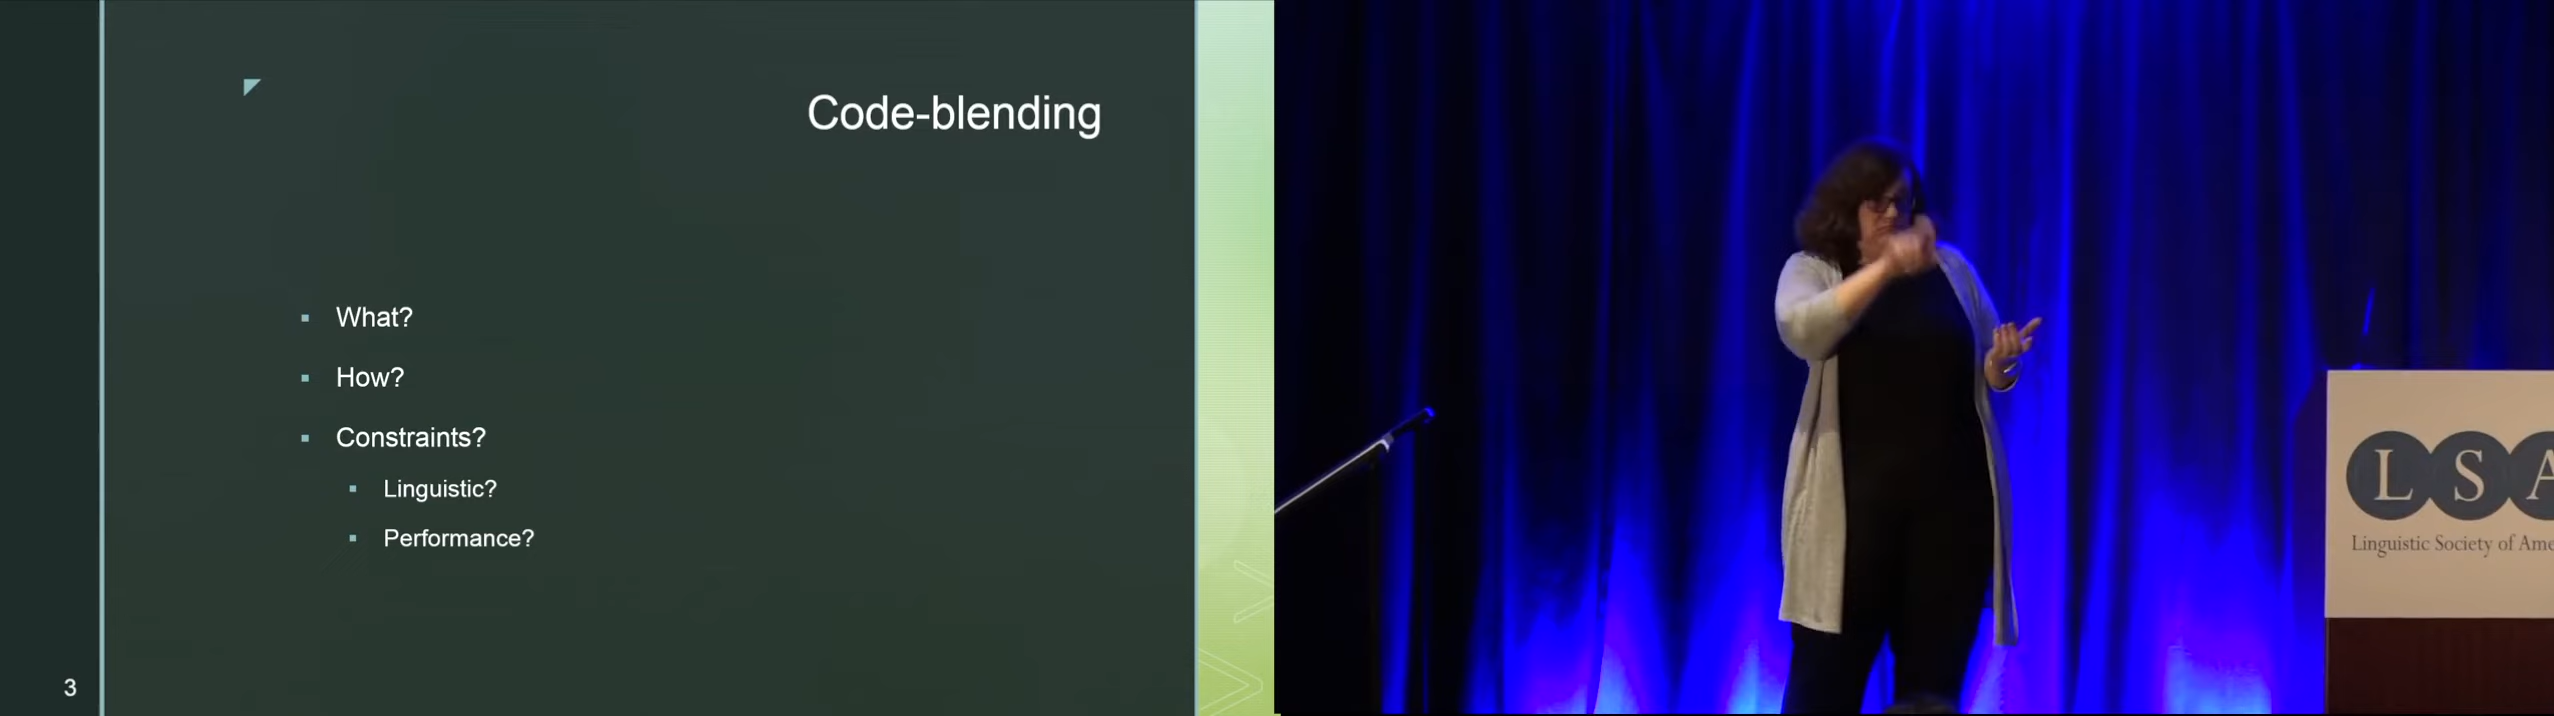 Code-blending
What?
How?
Constraints?
Linguistic?
Performance?
3
L S A
Linguistic Society of Ame